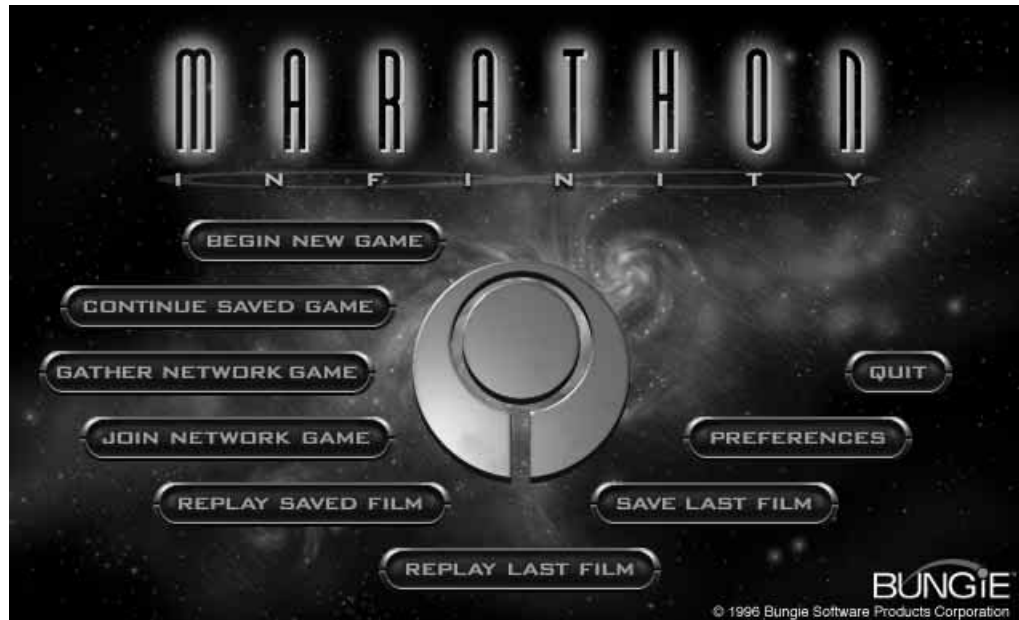 MARATHON
INFINITY
BEGIN NEW GAME
CONTINUE SAVED GAME
GATHER NETWORK GAME
QUIT
JOIN NETWORK GAME
PREFERENCES
REPLAY SAVED FILM
SAVE LAST FILM
REPLAY LAST FILM
BUNGiE
© 1996 Bungie Software Products Corporation